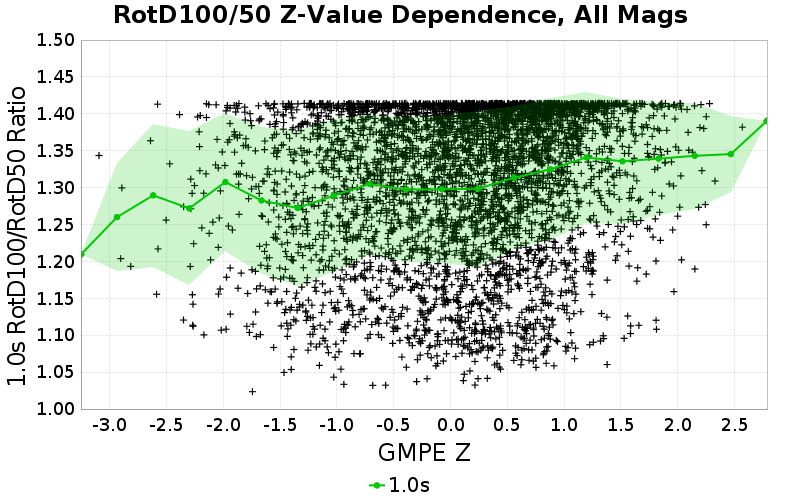 RotD100/50 Z-Value Dependence, All Mags
1.0s RotD100/RotD50 Ratio
1.50
1.45
1.40
1.35
1.30
1.25
1.20
1.15
1.10
1.05
1.00
-3.0 -2.5 -2.0 -1.5 -1.0 -0.5 0.0 0.5 1.0 1.5 2.0 2.5
GMPE Z
1.0s